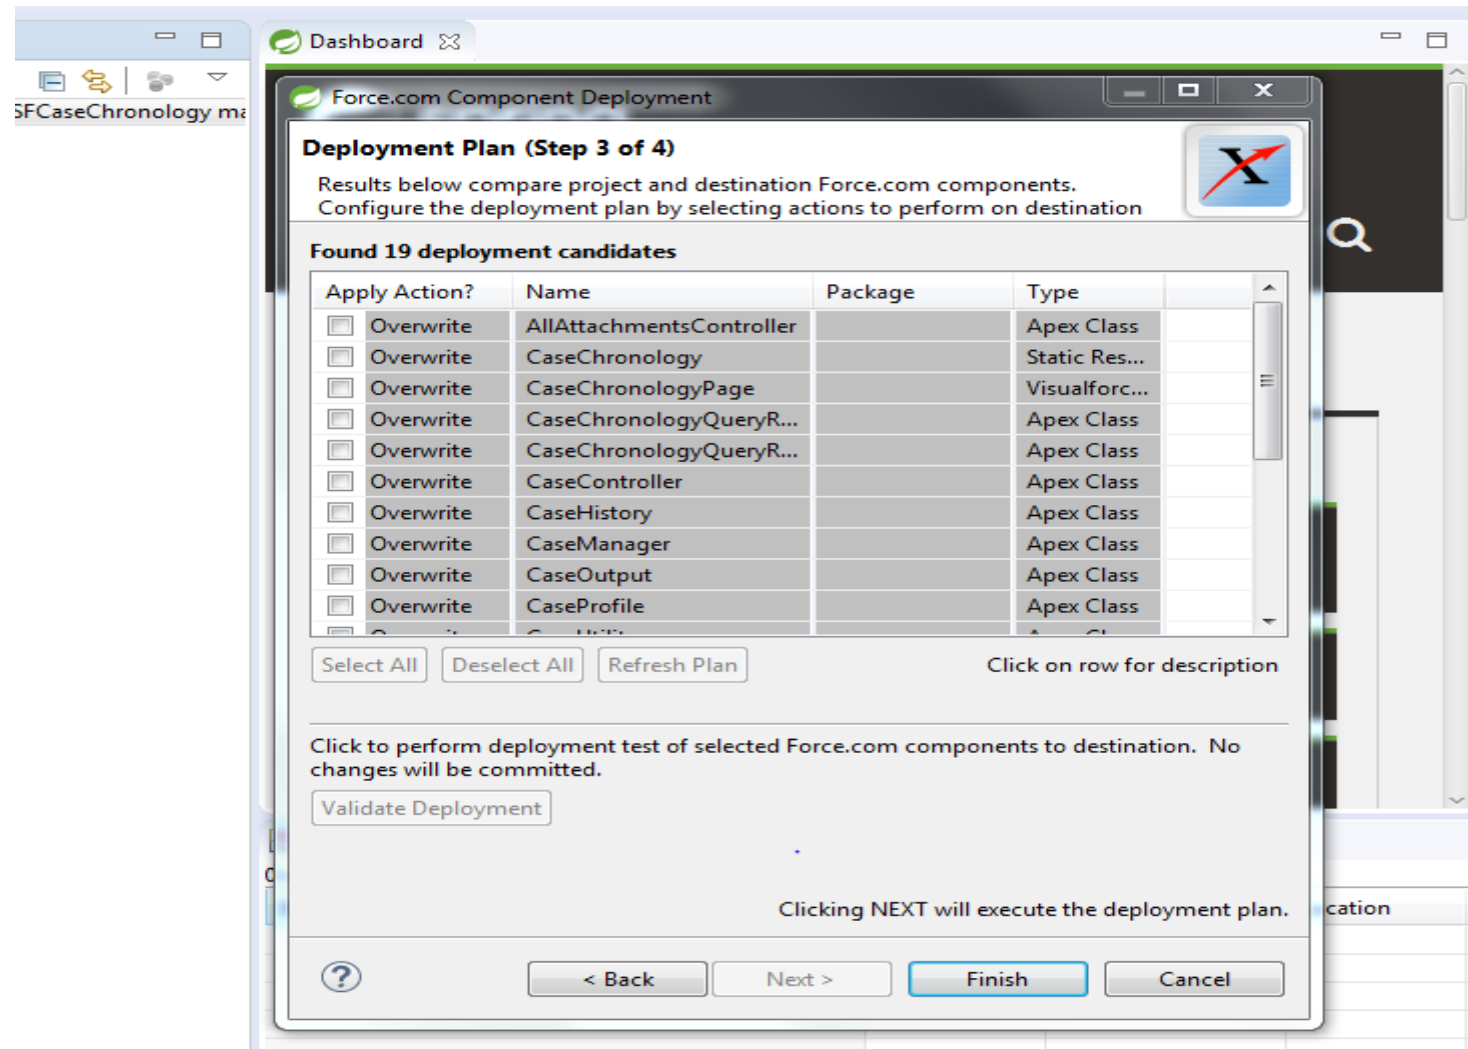 Dashboard
SFCaseChronology ma
Force.com Component Deployment
Deployment Plan (Step 3 of 4)
Results below compare project and destination Force.com components.
Configure the deployment plan by selecting actions to perform on destination
Found 19 deployment candidates
Apply Action? Name Package Type
Overwrite AllAttachmentsController Apex Class
Overwrite CaseChronology Static Res...
Overwrite CaseChronologyPage Visualforc...
Overwrite CaseChronologyQueryR... Apex Class
Overwrite CaseChronologyQueryR... Apex Class
Overwrite CaseController Apex Class
Overwrite CaseHistory Apex Class
Overwrite CaseManager Apex Class
Overwrite CaseOutput Apex Class
Overwrite CaseProfile Apex Class
Select All Deselect All Refresh Plan Click on row for description
Click to perform deployment test of selected Force.com components to destination. No
changes will be committed.
Validate Deployment
Clicking NEXT will execute the deployment plan.
cation
< Back Next > Finish Cancel